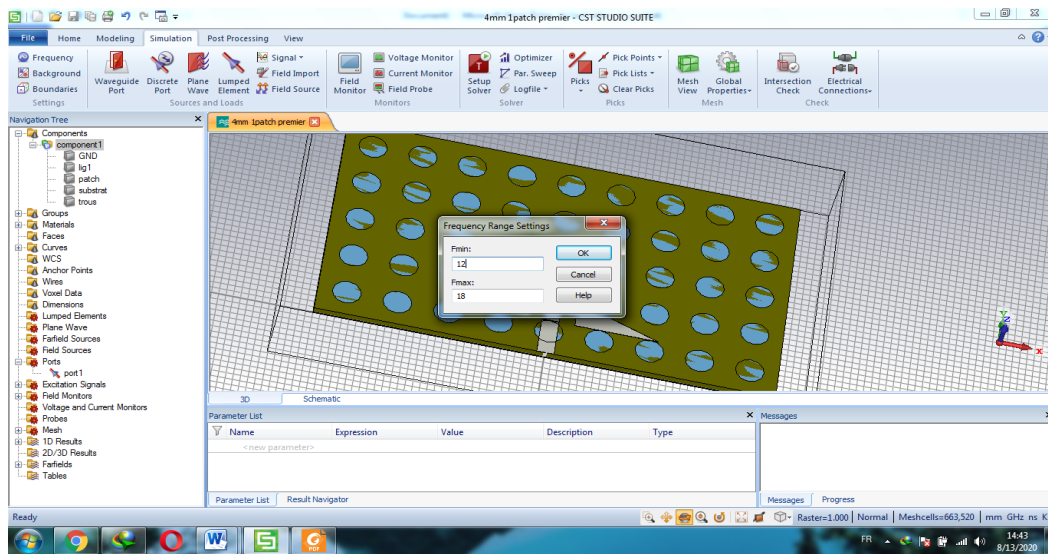 4mm 1patch premier - CST STUDIO SUITE
File Home Modeling Simulation Post Processing View
Frequency
Background
Boundaries
Settings
Waveguide Port
Discrete Port
Plane Wave
Lumped Element
Signal
Field Import
Field Source
Sources and Loads
Field Monitor
Voltage Monitor
Current Monitor
Field Probe
Monitors
Setup Solver
Optimizer
Par. Sweep
Logfile
Solver
Picks
Pick Points
Pick Lists
Clear Picks
Picks
Mesh View
Global Properties
Mesh
Intersection Check
Electrical Connections
Check
Navigation Tree
Components
component1
GND
lig1
patch
substrat
trous
Groups
Materials
Faces
Curves
WCS
Anchor Points
Wires
Voxel Data
Dimensions
Lumped Elements
Plane Wave
Farfield Sources
Field Sources
Ports
port1
Excitation Signals
Field Monitors
Voltage and Current Monitors
Probes
Mesh
1D Results
2D/3D Results
Farfields
Tables
4mm 1patch premier
Frequency Range Settings
Fmin:
12
Fmax:
18
OK
Cancel
Help
Y
Z
x
3D Schematic
Parameter List
Name Expression Value Description Type
<new parameter>
Parameter List Result Navigator
Messages
Messages Progress
Ready
Raster=1.000 Normal Meshcells=663,520 mm GHz ns K
W
PDF
FR
14:43
8/13/2020